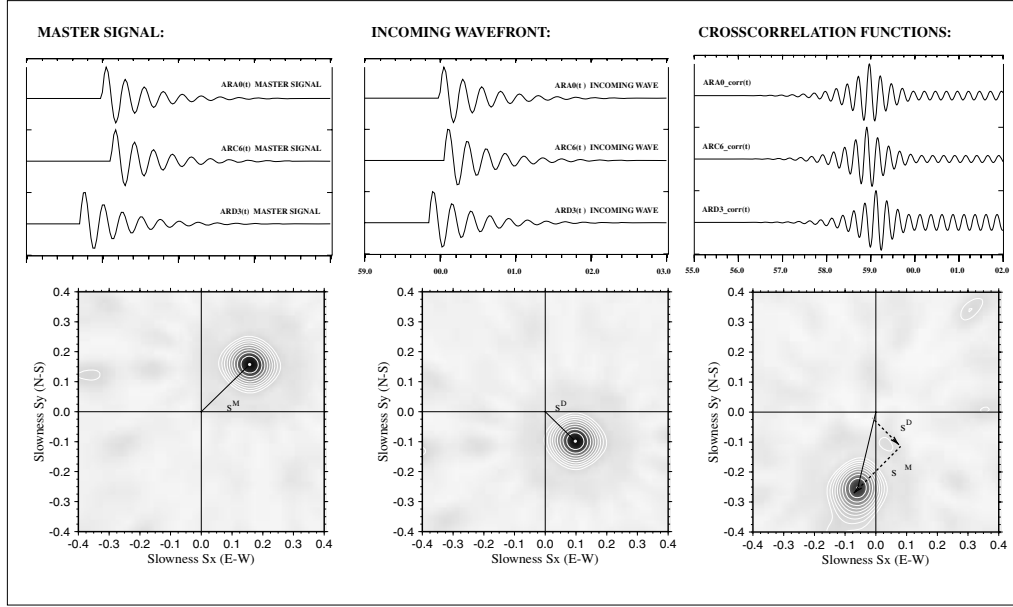 MASTER SIGNAL:
INCOMING WAVEFRONT:
CROSSCORRELATION FUNCTIONS:
ARA0(t) MASTER SIGNAL
ARC6(t) MASTER SIGNAL
ARD3(t) MASTER SIGNAL
ARA0(t) INCOMING WAVE
ARC6(t) INCOMING WAVE
ARD3(t) INCOMING WAVE
59.0 00.0 01.0 02.0 03.0
ARA0_corr(t)
ARC6_corr(t)
ARD3_corr(t)
55.0 56.0 57.0 58.0 59.0 00.0 01.0 02.0
Slowness Sy (N-S)
0.4
0.3
0.2
0.1
0.0
-0.1
-0.2
-0.3
-0.4
S^M
-0.4 -0.3 -0.2 -0.1 0.0 0.1 0.2 0.3 0.4
Slowness Sx (E-W)
Slowness Sy (N-S)
0.4
0.3
0.2
0.1
0.0
-0.1
-0.2
-0.3
-0.4
S^D
-0.4 -0.3 -0.2 -0.1 0.0 0.1 0.2 0.3 0.4
Slowness Sx (E-W)
Slowness Sy (N-S)
0.4
0.3
0.2
0.1
0.0
-0.1
-0.2
-0.3
-0.4
S^D
S^M
-0.4 -0.3 -0.2 -0.1 0.0 0.1 0.2 0.3 0.4
Slowness Sx (E-W)